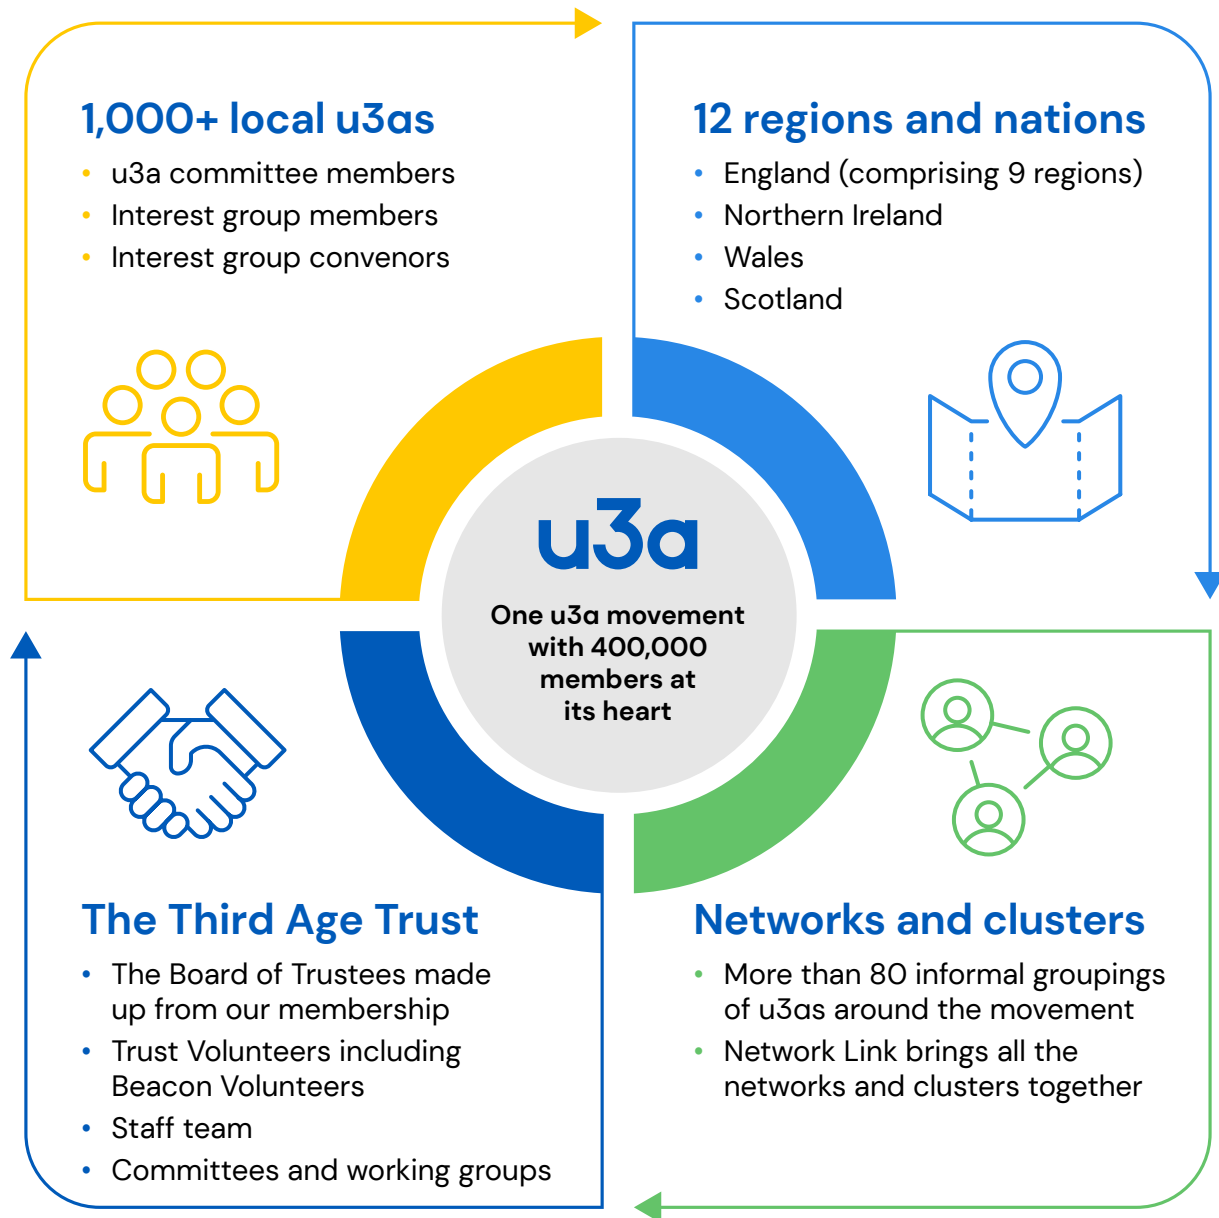 1,000+ local u3as
• u3a committee members
• Interest group members
• Interest group convenors
12 regions and nations
• England (comprising 9 regions)
• Northern Ireland
• Wales
• Scotland
u3a
One u3a movement
with 400,000
members at
its heart
The Third Age Trust
• The Board of Trustees made
up from our membership
• Trust Volunteers including
Beacon Volunteers
• Staff team
• Committees and working groups
Networks and clusters
• More than 80 informal groupings
of u3as around the movement
• Network Link brings all the
networks and clusters together